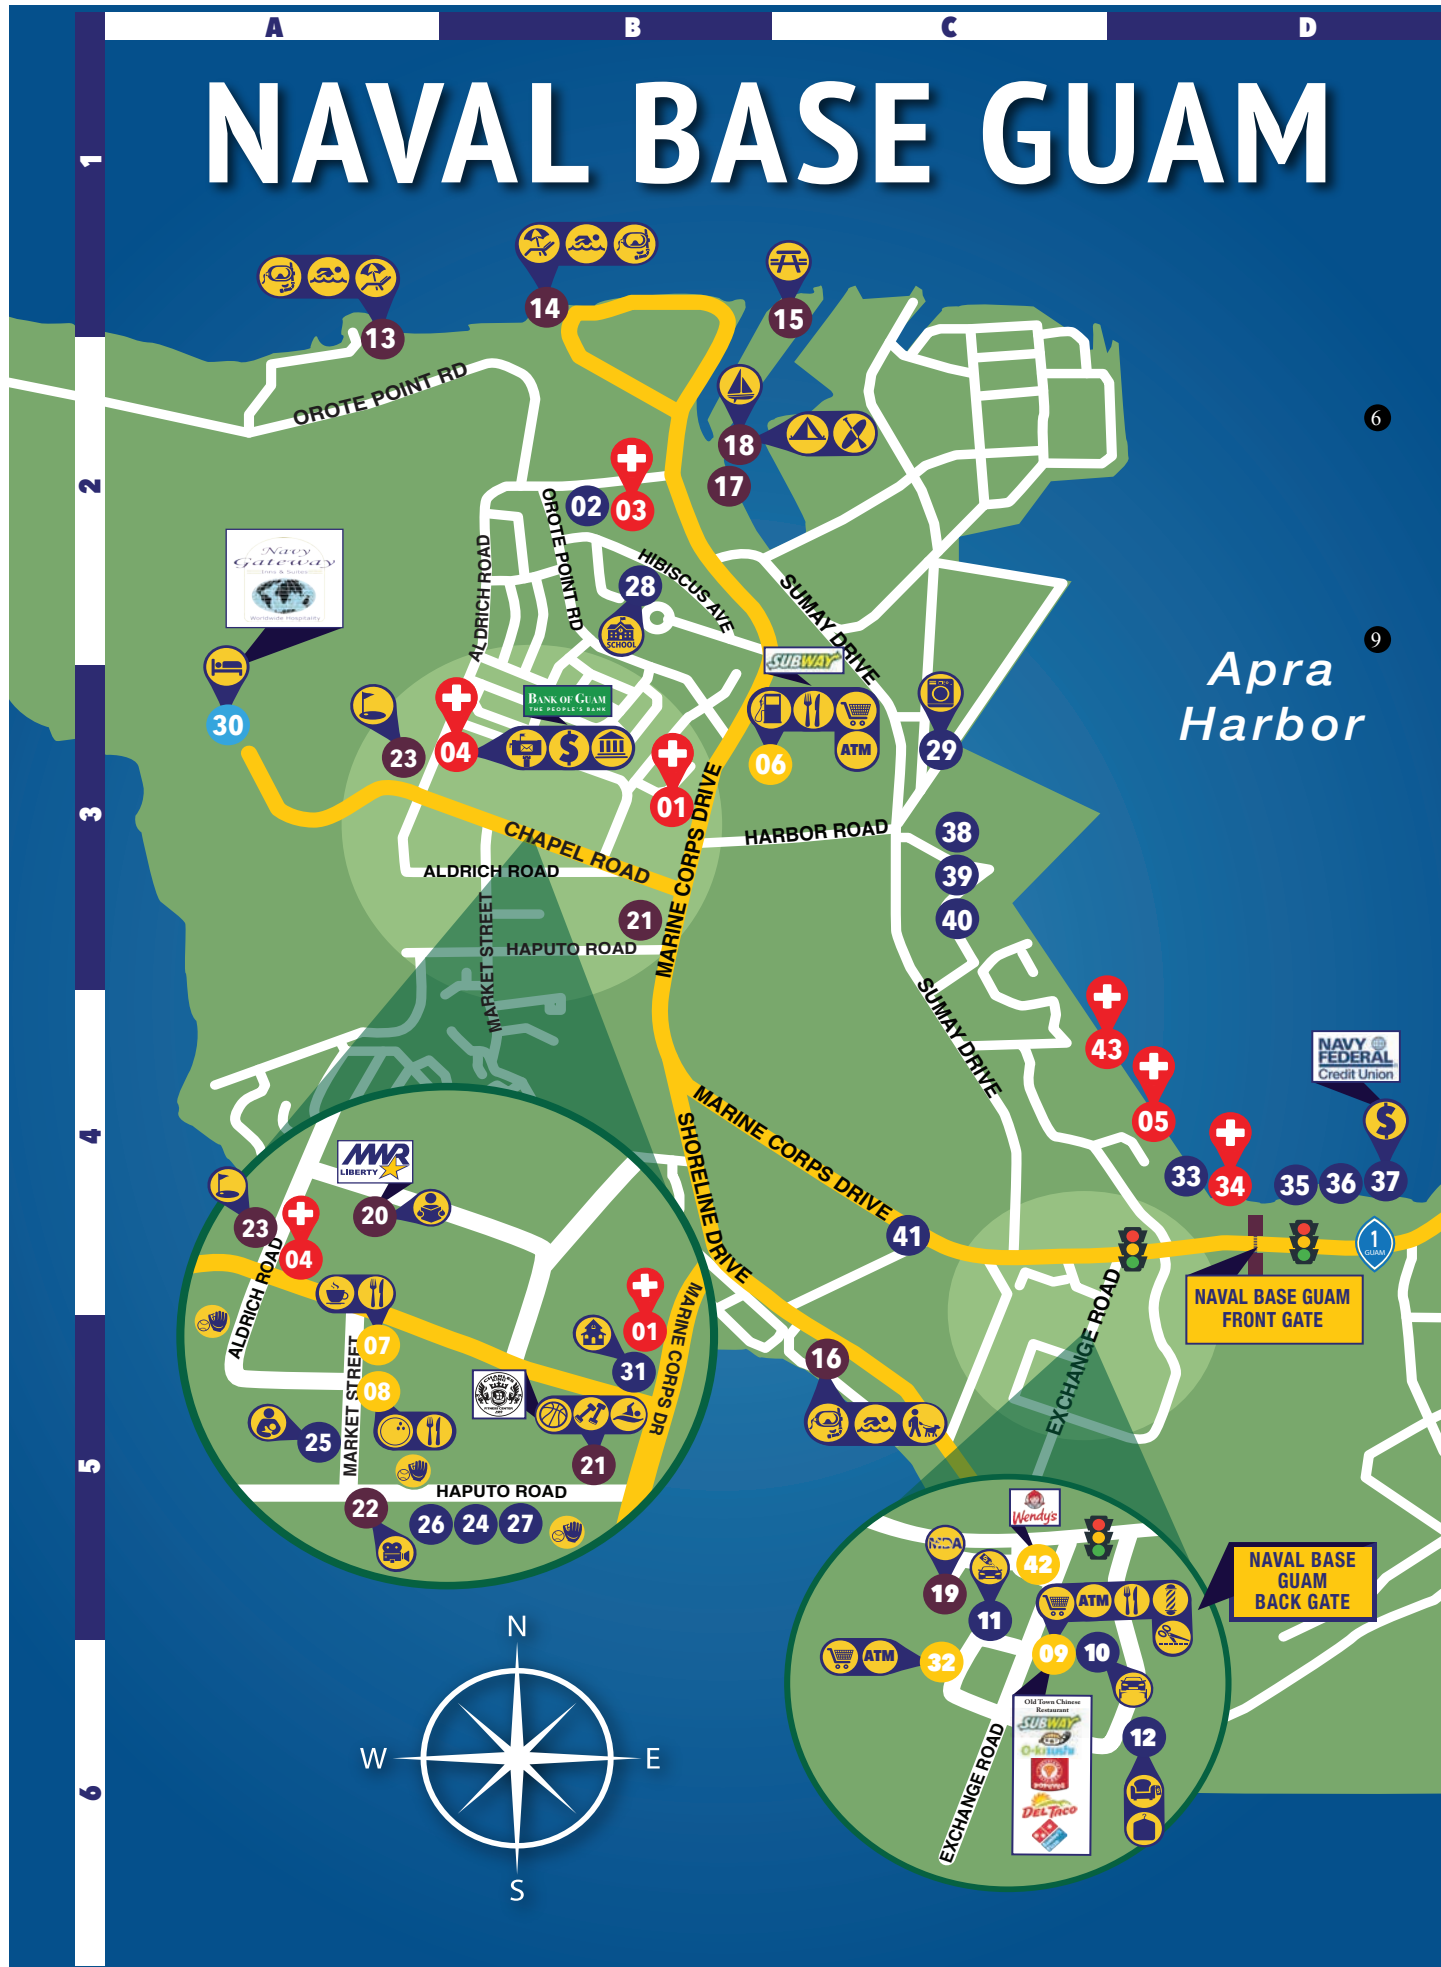 A
B
C
D
1
2
3
4
5
6
NAVAL BASE GUAM
13
14
15
OROTE POINT RD
18
17
6
02
03
OROTE POINT RD
ALDRICH ROAD
HIBISCUS AVE
28
SCHOOL
Navy
Gateway
Inns & Suites
Worldwide Hospitality
SUMAY DRIVE
SUBWAY
9
Apra
Harbor
30
23
04
BANK OF GUAM
THE PEOPLE'S BANK
01
06
ATM
29
MARINE CORPS DRIVE
HARBOR ROAD
CHAPEL ROAD
ALDRICH ROAD
38
39
40
21
HAPUTO ROAD
MARKET STREET
SUMAY DRIVE
43
05
NAVY
FEDERAL
Credit Union
33
34
35
36
37
MARINE CORPS DRIVE
SHORELINE DRIVE
41
1
GUAM
NAVAL BASE GUAM
FRONT GATE
EXCHANGE ROAD
16
MWR
LIBERTY
20
23
04
ALDRICH ROAD
07
08
MARKET STREET
01
31
MARINE CORPS DR
21
25
HAPUTO ROAD
22
26
24
27
Wendy's
MDA
19
11
42
ATM
09
10
32
ATM
NAVAL BASE
GUAM
BACK GATE
Old Town Chinese
Restaurant
SUBWAY
POPEYES
DEL TACO
12
EXCHANGE ROAD
N
W
E
S